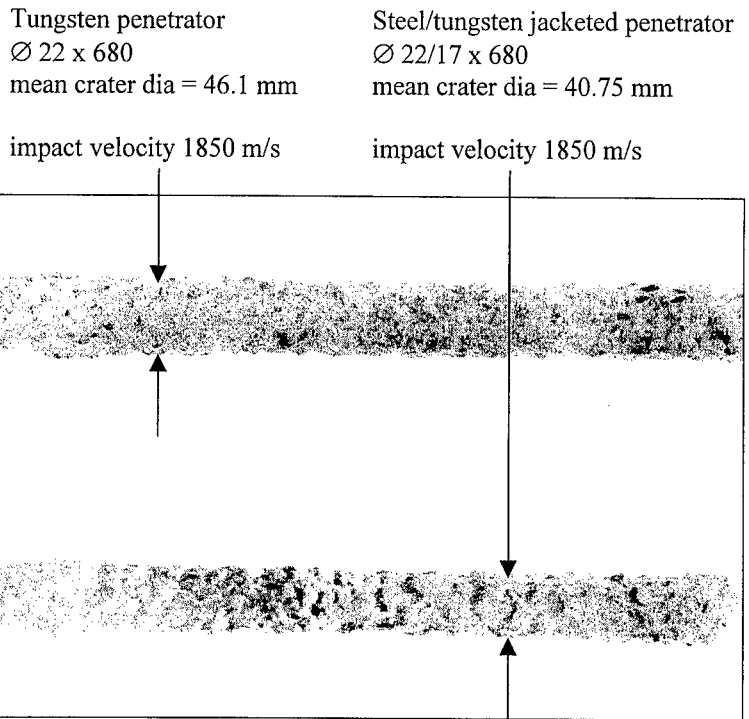 Tungsten penetrator
Ø 22 x 680
mean crater dia = 46.1 mm
impact velocity 1850 m/s
Steel/tungsten jacketed penetrator
Ø 22/17 x 680
mean crater dia = 40.75 mm
impact velocity 1850 m/s